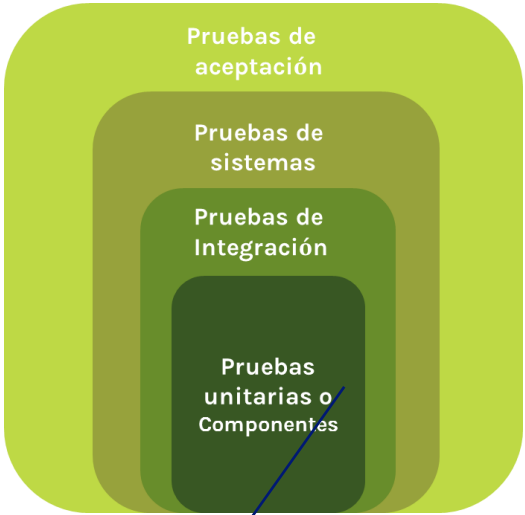 Pruebas de
aceptación
Pruebas de
sistemas
Pruebas de
Integración
Pruebas
unitarias o
Componentes